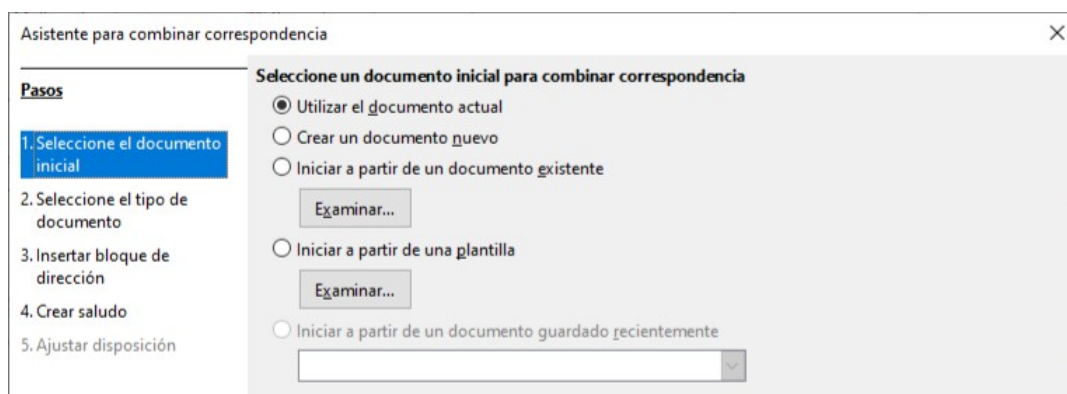 Asistente para combinar correspondencia
Pasos
1. Seleccione el documento
inicial
2. Seleccione el tipo de
documento
3. Insertar bloque de
dirección
4. Crear saludo
5. Ajustar disposición
Seleccione un documento inicial para combinar correspondencia
Utilizar el documento actual
Crear un documento nuevo
Iniciar a partir de un documento existente
Examinar...
Iniciar a partir de una plantilla
Examinar...
Iniciar a partir de un documento guardado recientemente